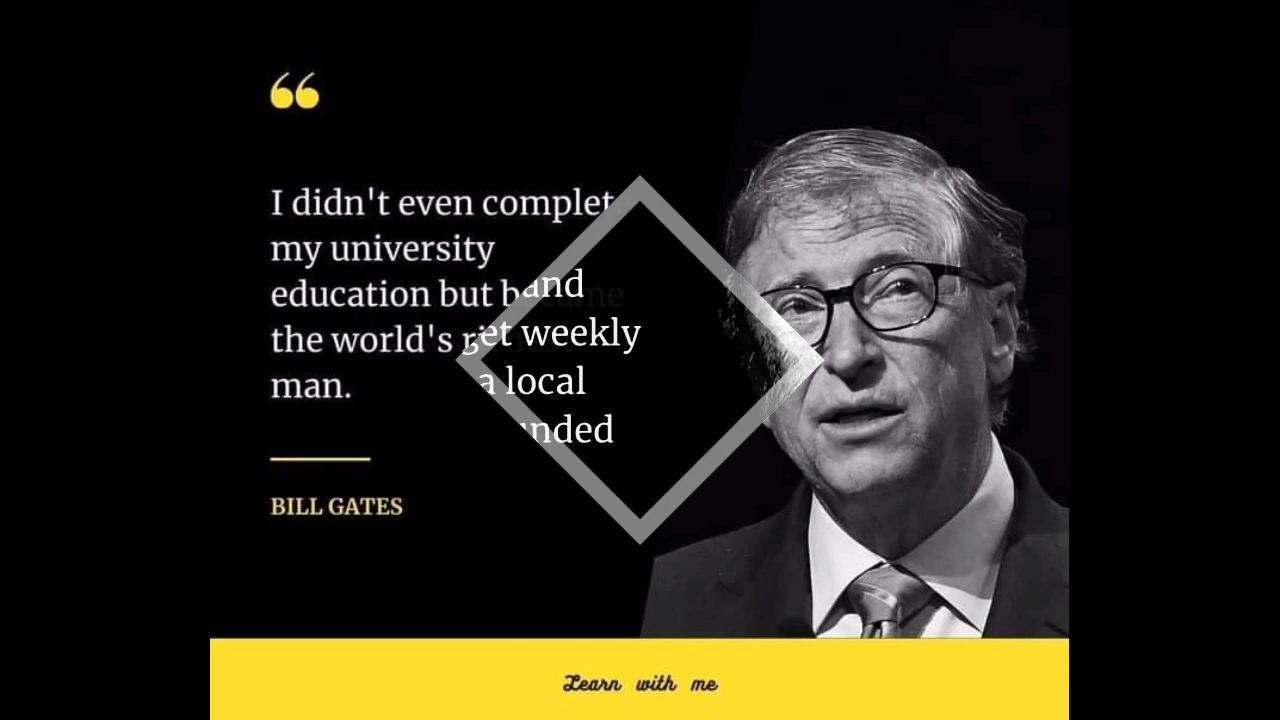 I didn't even complet
my university
education but became
the world's
man.
and
et weekly
a local
nded
BILL GATES
Learn with me